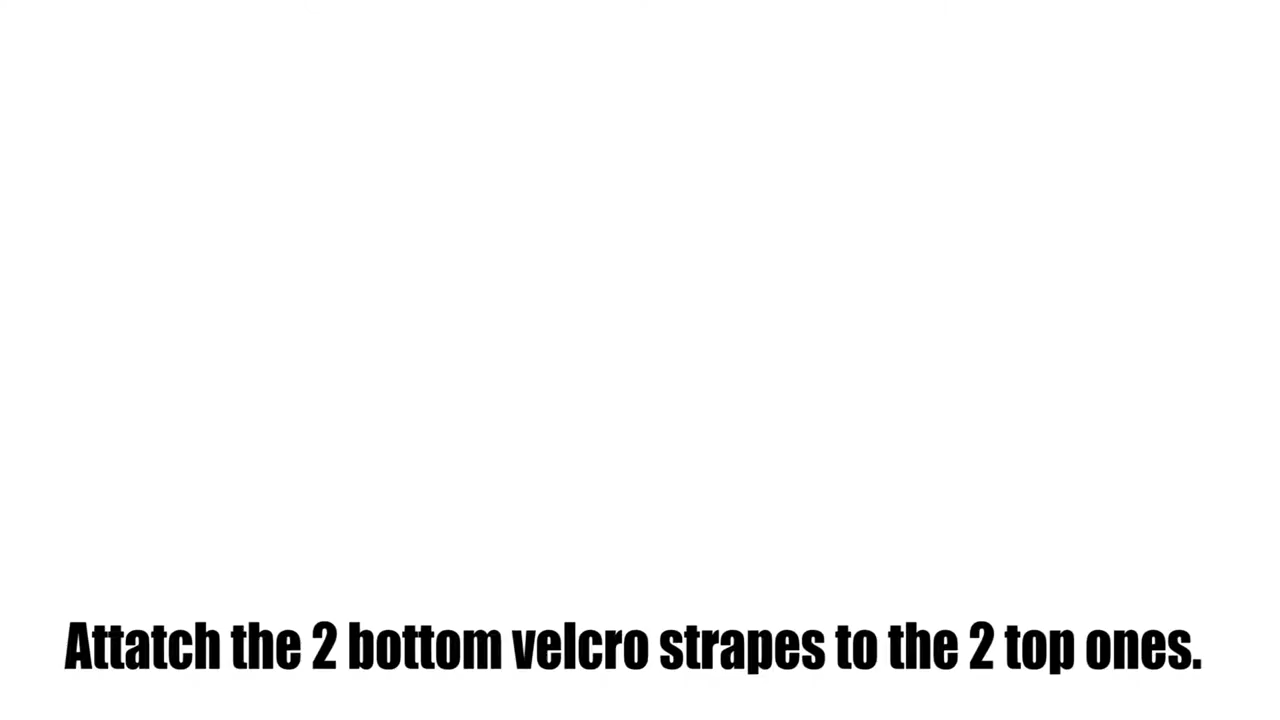 Attatch the 2 bottom velcro strapes to the 2 top ones.